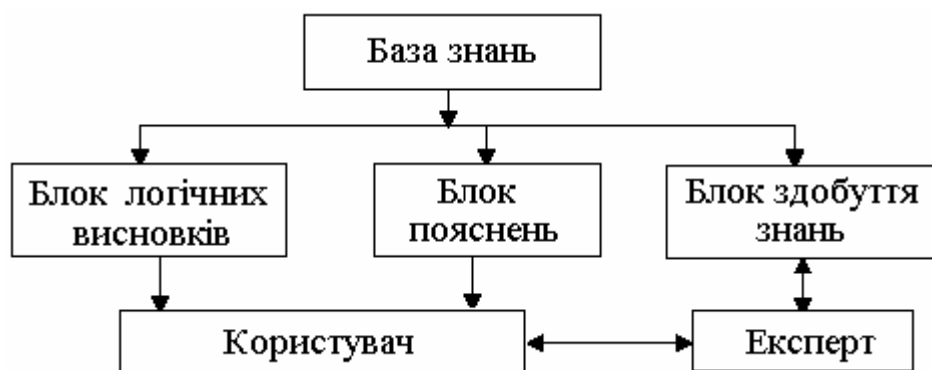 База знань
Блок логічних
висновків
Блок
пояснень
Блок здобуття
знань
Користувач
Експерт